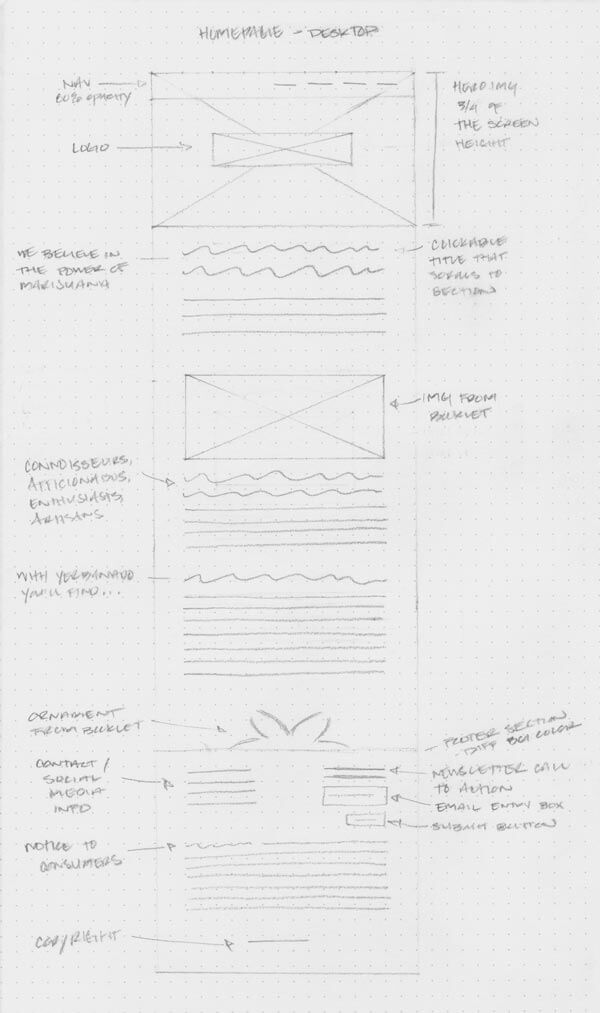 HOMEPAGE - DESKTOP
NAV
80% OPACITY
LOGO
HERO IMG
3/4 OF
THE SCREEN
HEIGHT
WE BELIEVE IN
THE POWER OF
MARIJUANA
CLICKABLE
TITLE THAT
SCROLLS TO
SECTION
IMG FROM
BOOKLET
CONNOISSEURS,
AFICIONADOS,
ENTHUSIASTS,
ARTISANS
WITH YERBANADO
YOU'LL FIND...
ORNAMENT
FROM BOOKLET
FOOTER SECTION
DIFF BG COLOR
CONTACT/
SOCIAL
MEDIA
INFO
NEWSLETTER CALL
TO ACTION
EMAIL ENTRY BOX
SUBMIT BUTTON
NOTICE TO
CONSUMERS
COPYRIGHT